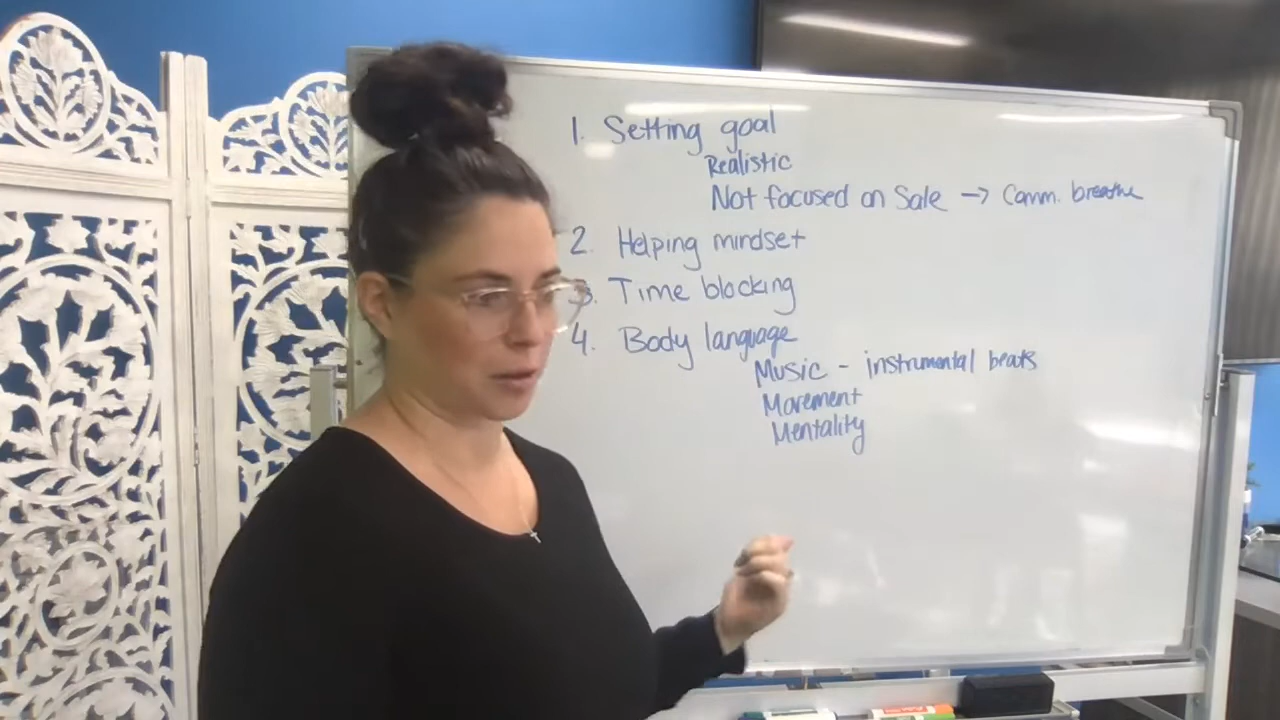 1. Setting goal
Realistic
Not focused on Sale → Comm. breathe
2. Helping mindset
3. Time blocking
4. Body language
Music - instrumental beats
Movement
Mentality